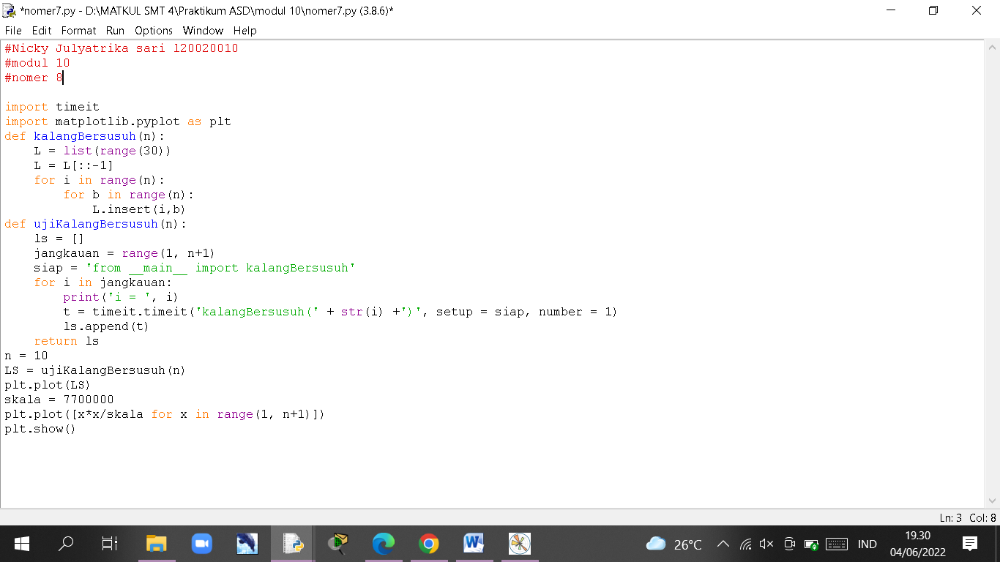 *nomer7.py - D:\MATKUL SMT 4\Praktikum ASD\modul 10\nomer7.py (3.8.6)*
File Edit Format Run Options Window Help
#Nicky Julyatrika sari l20020010
#modul 10
#nomer 8
import timeit
import matplotlib.pyplot as plt
def kalangBersusuh(n):
    L = list(range(30))
    L = L[::-1]
    for i in range(n):
        for b in range(n):
            L.insert(i,b)
def ujiKalangBersusuh(n):
    ls = []
    jangkauan = range(1, n+1)
    siap = 'from __main__ import kalangBersusuh'
    for i in jangkauan:
        print('i = ', i)
        t = timeit.timeit('kalangBersusuh(' + str(i) +')', setup = siap, number = 1)
        ls.append(t)
    return ls
n = 10
LS = ujiKalangBersusuh(n)
plt.plot(LS)
skala = 7700000
plt.plot([x*x/skala for x in range(1, n+1)])
plt.show()
Ln: 3 Col: 8
26°C
IND
19.30
04/06/2022